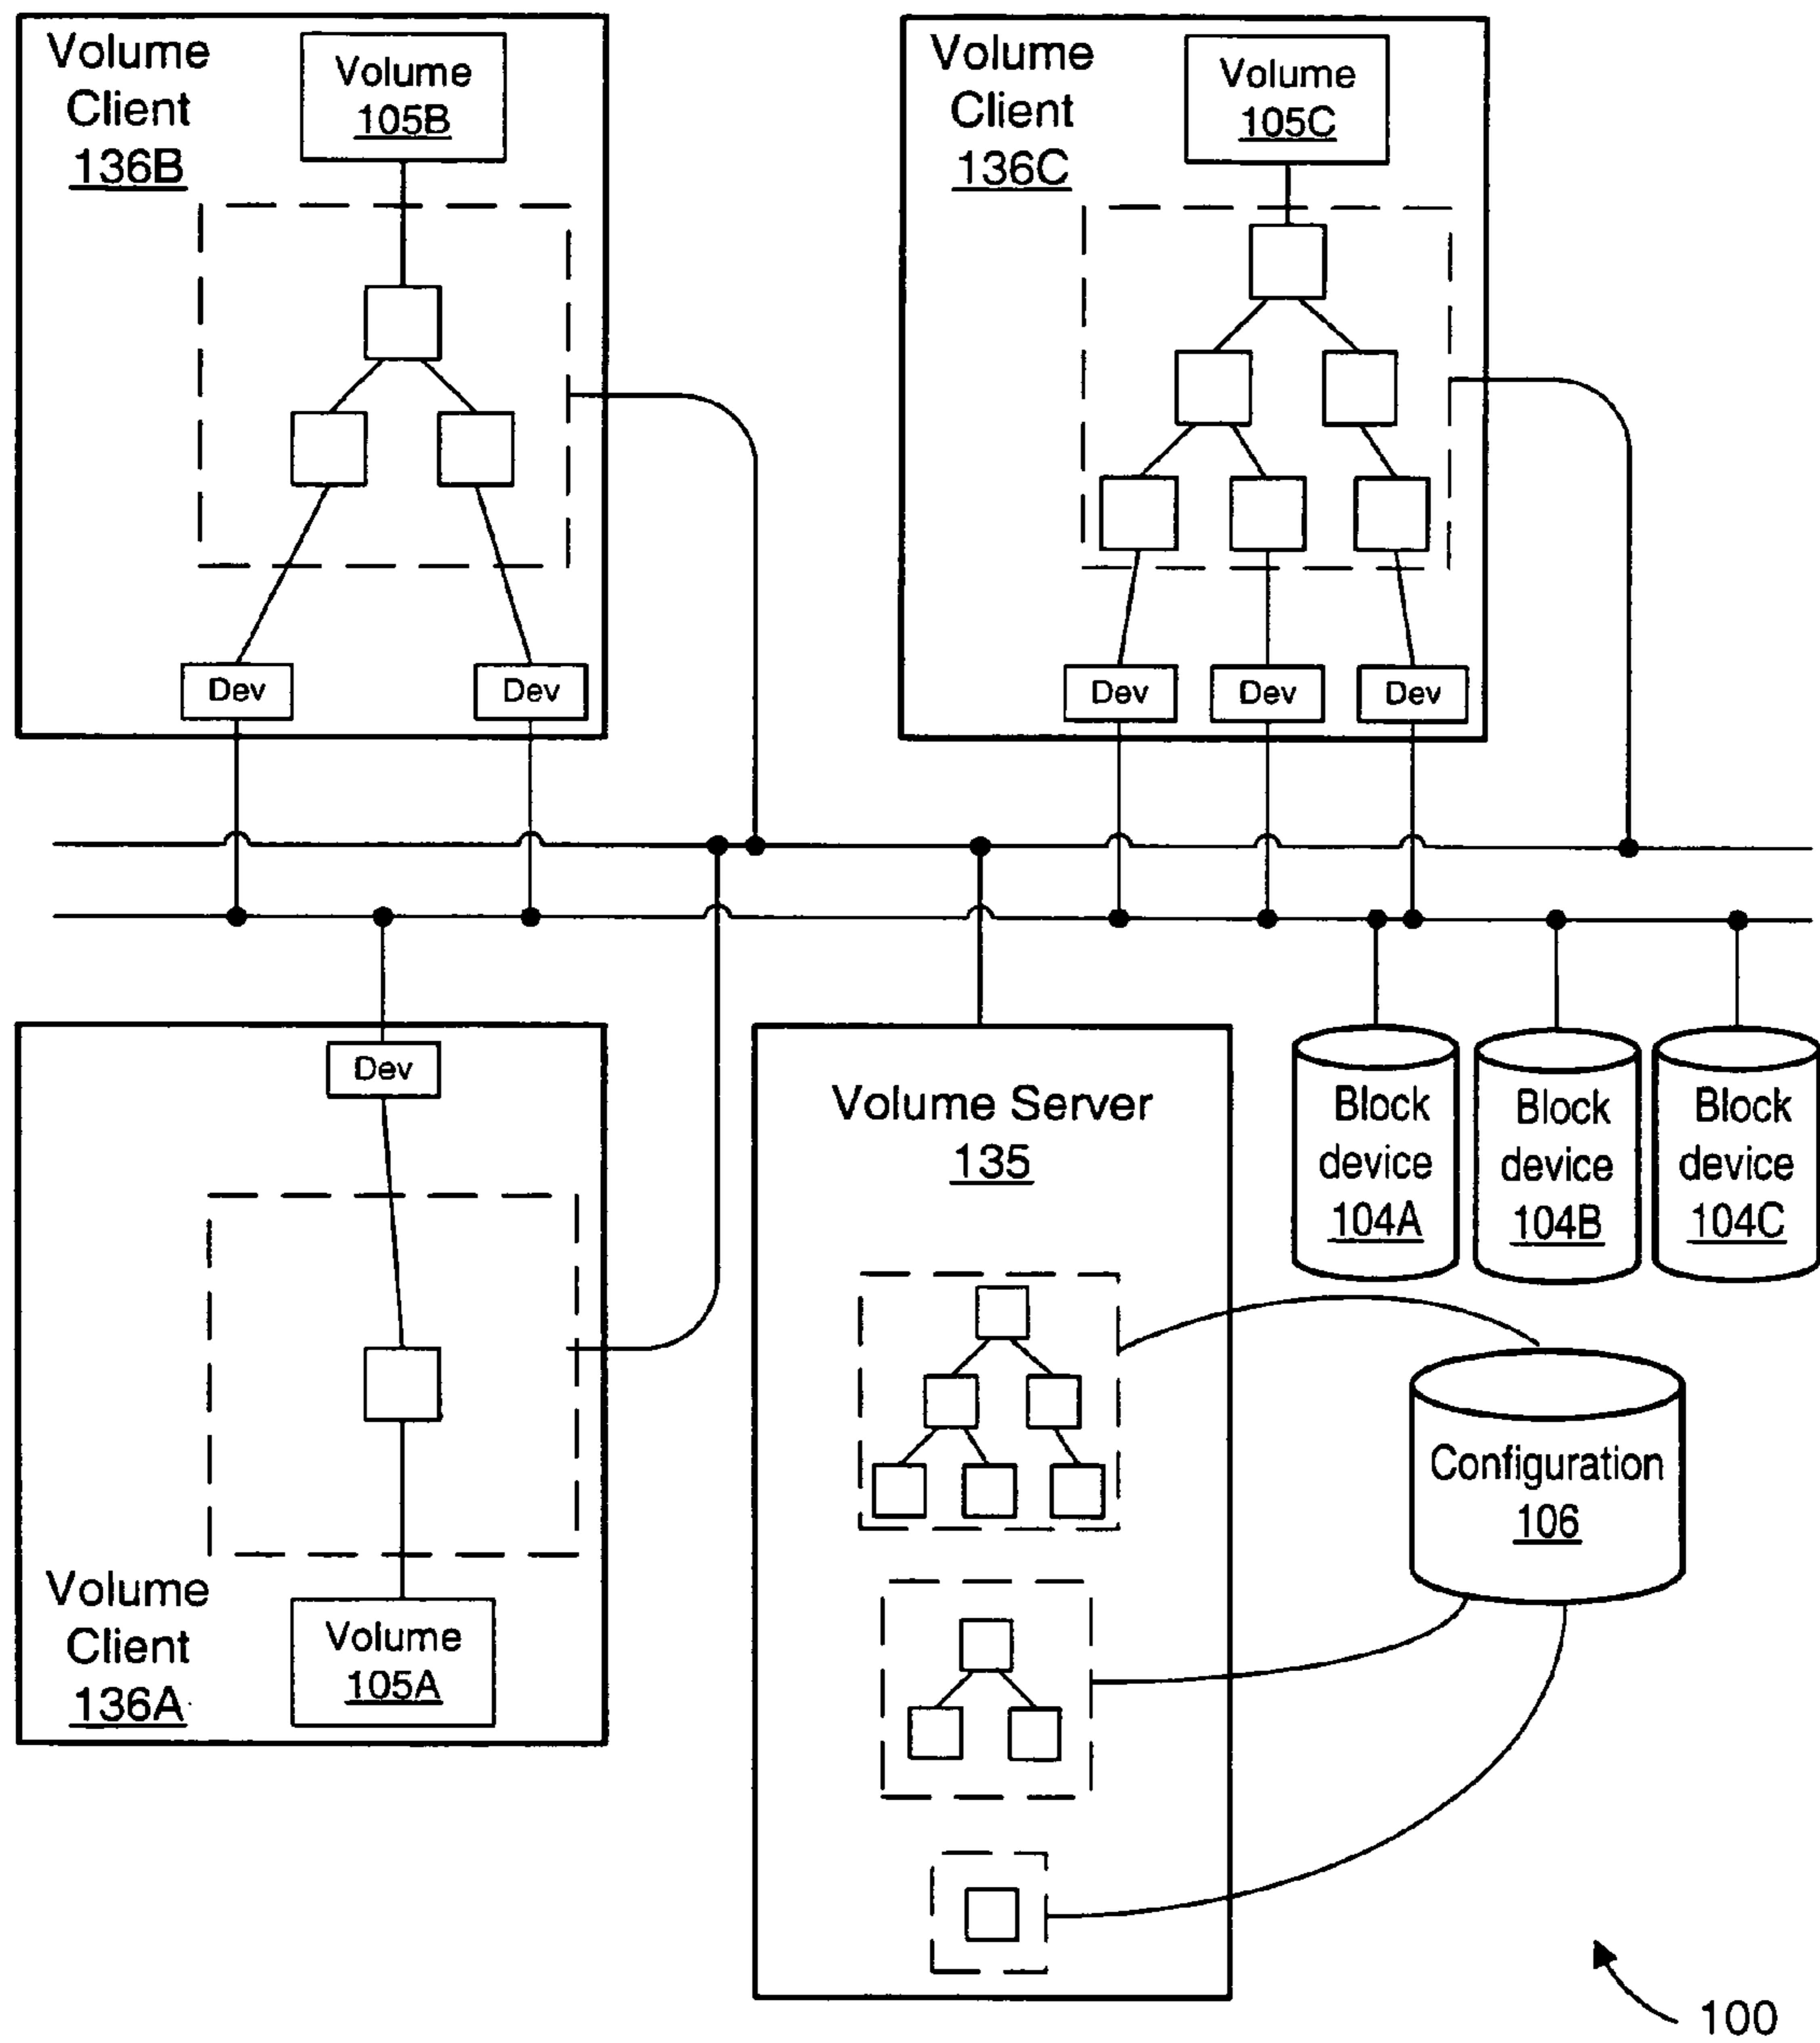 Volume
Client
136B
Volume
105B
Dev
Dev
Volume
Client
136C
Volume
105C
Dev
Dev
Dev
Dev
Volume
Client
136A
Volume
105A
Volume Server
135
Block
device
104A
Block
device
104B
Block
device
104C
Configuration
106
100